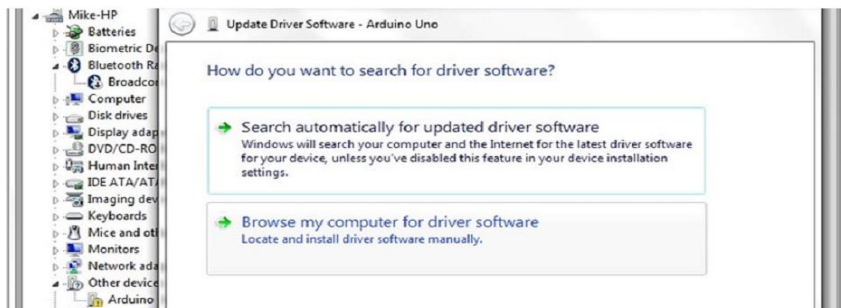 Mike-HP
Batteries
Biometric De
Bluetooth Ra
Broadcor
Computer
Disk drives
Display adap
DVD/CD-RO
Human Inter
IDE ATA/ATA
Imaging dev
Keyboards
Mice and oth
Monitors
Network ada
Other device
Arduino
Update Driver Software - Arduino Uno
How do you want to search for driver software?
Search automatically for updated driver software
Windows will search your computer and the Internet for the latest driver software
for your device, unless you've disabled this feature in your device installation
settings.
Browse my computer for driver software
Locate and install driver software manually.